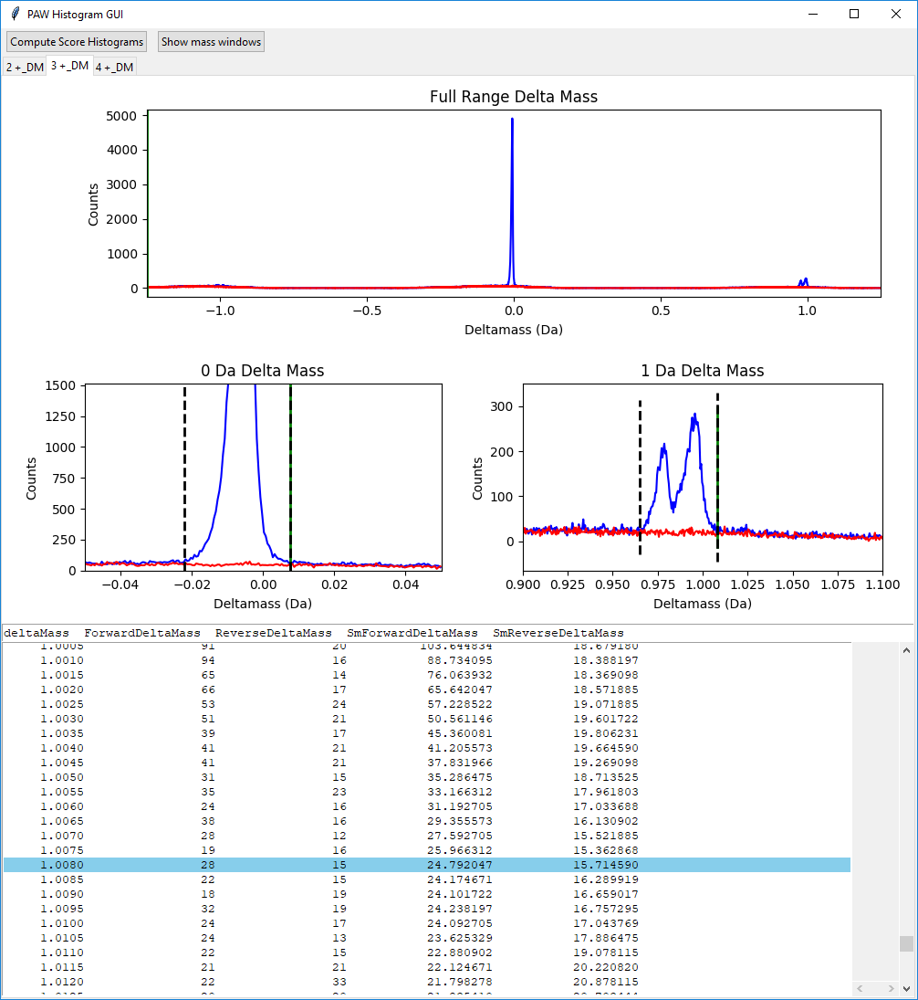 PAW Histogram GUI
Compute Score Histograms Show mass windows
2 +_DM 3 +_DM 4 +_DM
Full Range Delta Mass
5000
4000
3000
2000
1000
0
Counts
−1.0 −0.5 0.0 0.5 1.0
Deltamass (Da)
0 Da Delta Mass
1500
1250
1000
750
500
250
0
Counts
−0.04 −0.02 0.00 0.02 0.04
Deltamass (Da)
1 Da Delta Mass
300
200
100
0
Counts
0.900 0.925 0.950 0.975 1.000 1.025 1.050 1.075 1.100
Deltamass (Da)
deltaMass ForwardDeltaMass ReverseDeltaMass SmForwardDeltaMass SmReverseDeltaMass
1.0005 91 20 103.644834 18.679180
1.0010 94 16 88.734095 18.388197
1.0015 65 14 76.063932 18.369098
1.0020 66 17 65.642047 18.571885
1.0025 53 24 57.228522 19.071885
1.0030 51 21 50.561146 19.601722
1.0035 39 17 45.360081 19.806231
1.0040 41 21 41.205573 19.664590
1.0045 41 21 37.831966 19.269098
1.0050 31 15 35.286475 18.713525
1.0055 35 23 33.166312 17.961803
1.0060 24 16 31.192705 17.033688
1.0065 38 16 29.355573 16.130902
1.0070 28 12 27.592705 15.521885
1.0075 19 16 25.966312 15.362868
1.0080 28 15 24.792047 15.714590
1.0085 22 15 24.174671 16.289919
1.0090 18 19 24.101722 16.659017
1.0095 32 19 24.238197 16.757295
1.0100 24 17 24.092705 17.043769
1.0105 24 13 23.625329 17.886475
1.0110 22 15 22.880902 19.078115
1.0115 21 21 22.124671 20.220820
1.0120 22 33 21.798278 20.878115